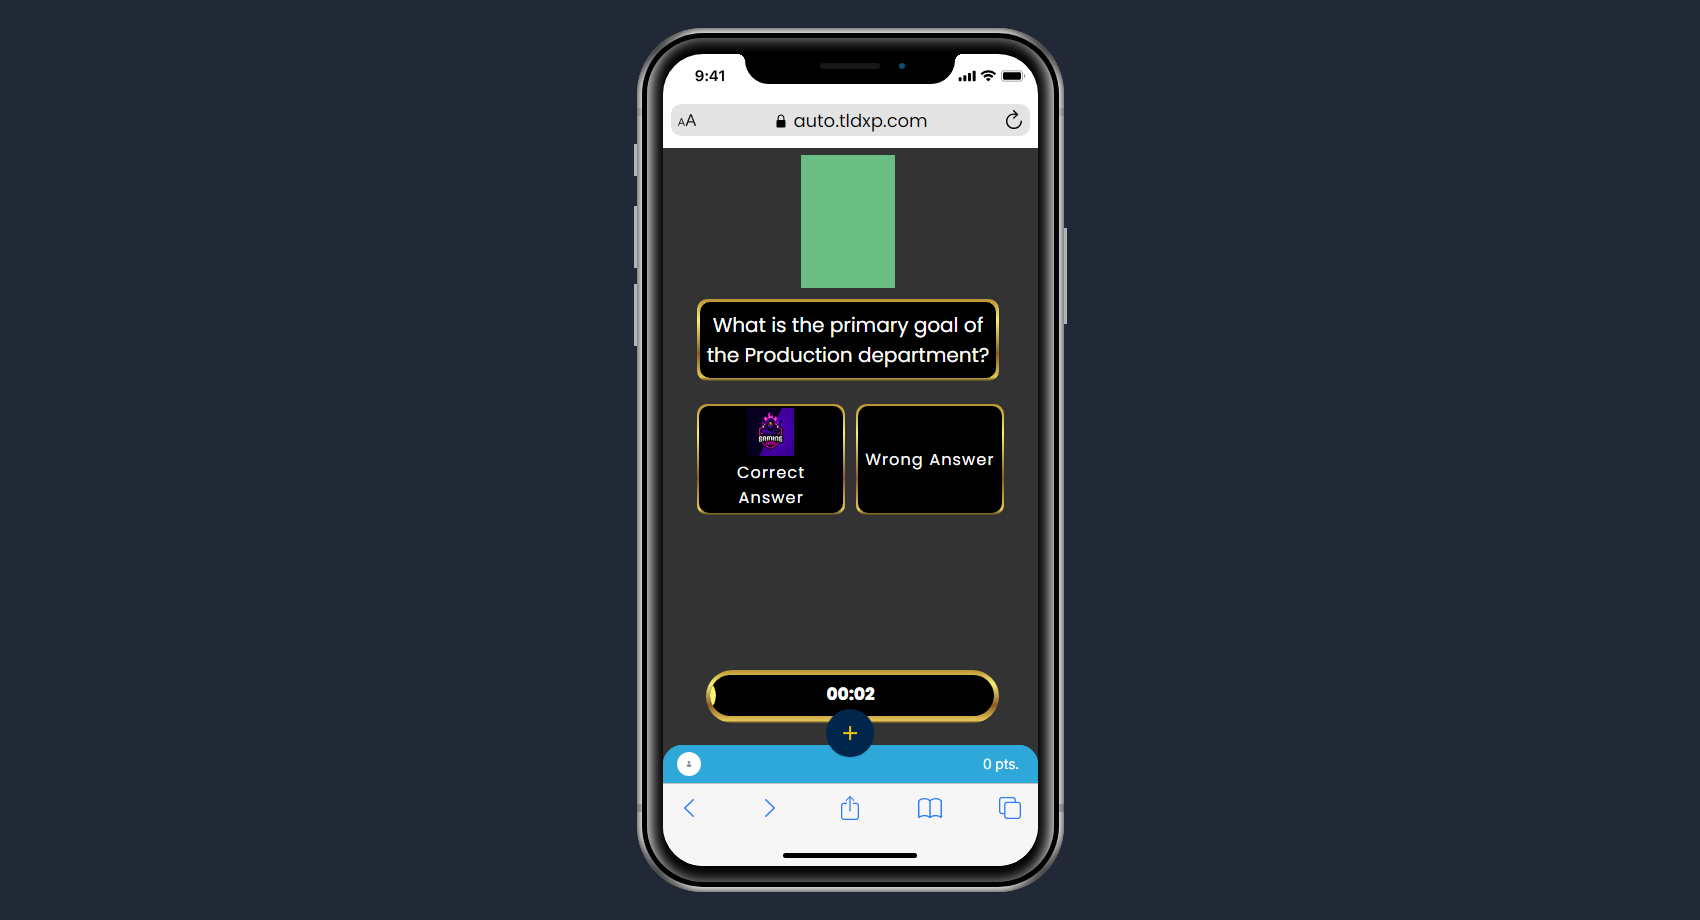 9:41
AA
auto.tldxp.com
What is the primary goal of
the Production department?
GAMING
Correct
Answer
Wrong Answer
00:02
+
0 pts.